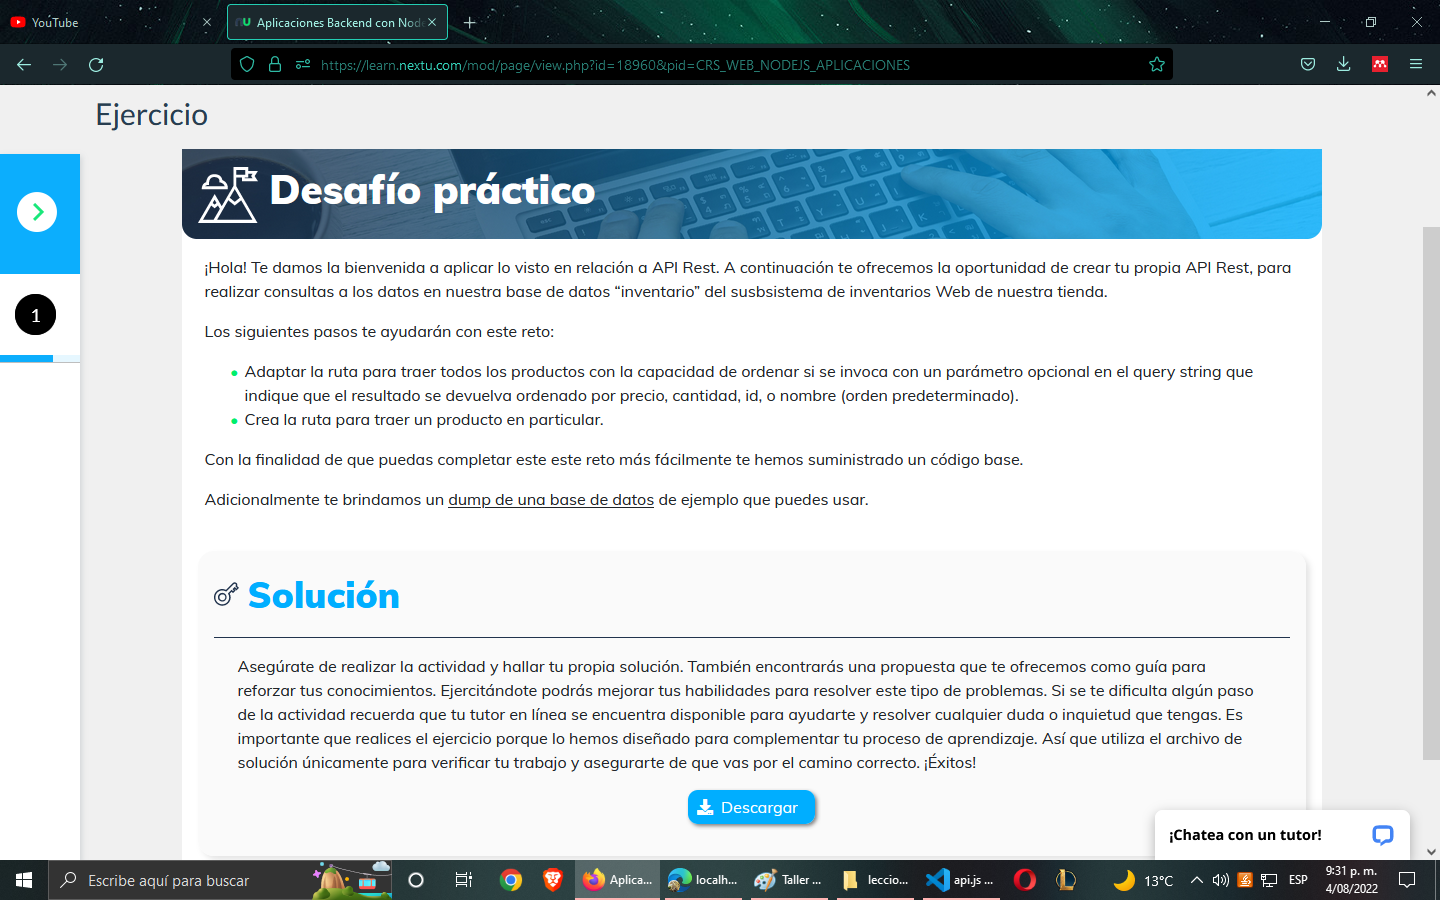 YouTube
Aplicaciones Backend con Node
https://learn.nextu.com/mod/page/view.php?id=18960&pid=CRS_WEB_NODEJS_APLICACIONES
Ejercicio
Desafío práctico
1
¡Hola! Te damos la bienvenida a aplicar lo visto en relación a API Rest. A continuación te ofrecemos la oportunidad de crear tu propia API Rest, para
realizar consultas a los datos en nuestra base de datos “inventario” del susbsistema de inventarios Web de nuestra tienda.
Los siguientes pasos te ayudarán con este reto:
Adaptar la ruta para traer todos los productos con la capacidad de ordenar si se invoca con un parámetro opcional en el query string que
indique que el resultado se devuelva ordenado por precio, cantidad, id, o nombre (orden predeterminado).
Crea la ruta para traer un producto en particular.
Con la finalidad de que puedas completar este este reto más fácilmente te hemos suministrado un código base.
Adicionalmente te brindamos un dump de una base de datos de ejemplo que puedes usar.
Solución
Asegúrate de realizar la actividad y hallar tu propia solución. También encontrarás una propuesta que te ofrecemos como guía para
reforzar tus conocimientos. Ejercitándote podrás mejorar tus habilidades para resolver este tipo de problemas. Si se te dificulta algún paso
de la actividad recuerda que tu tutor en línea se encuentra disponible para ayudarte y resolver cualquier duda o inquietud que tengas. Es
importante que realices el ejercicio porque lo hemos diseñado para complementar tu proceso de aprendizaje. Así que utiliza el archivo de
solución únicamente para verificar tu trabajo y asegurarte de que vas por el camino correcto. ¡Éxitos!
Descargar
¡Chatea con un tutor!
Escribe aquí para buscar
Aplica...
localh...
Taller ...
leccio...
api.js ...
13°C
ESP
9:31 p. m.
4/08/2022